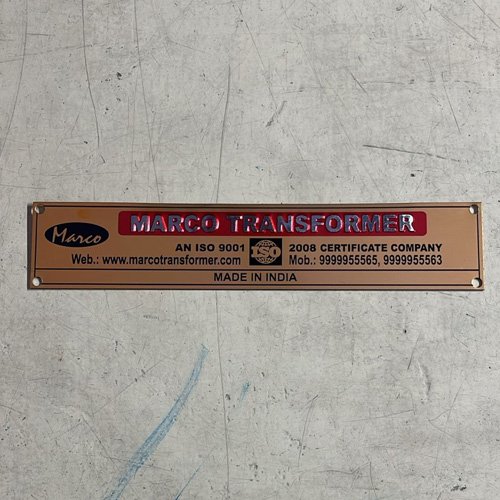 Marco
MARCO TRANSFORMER
AN ISO 9001 ISO 2008 CERTIFICATE COMPANY
Web.: www.marcotransformer.com Mob.: 9999955565, 9999955563
MADE IN INDIA